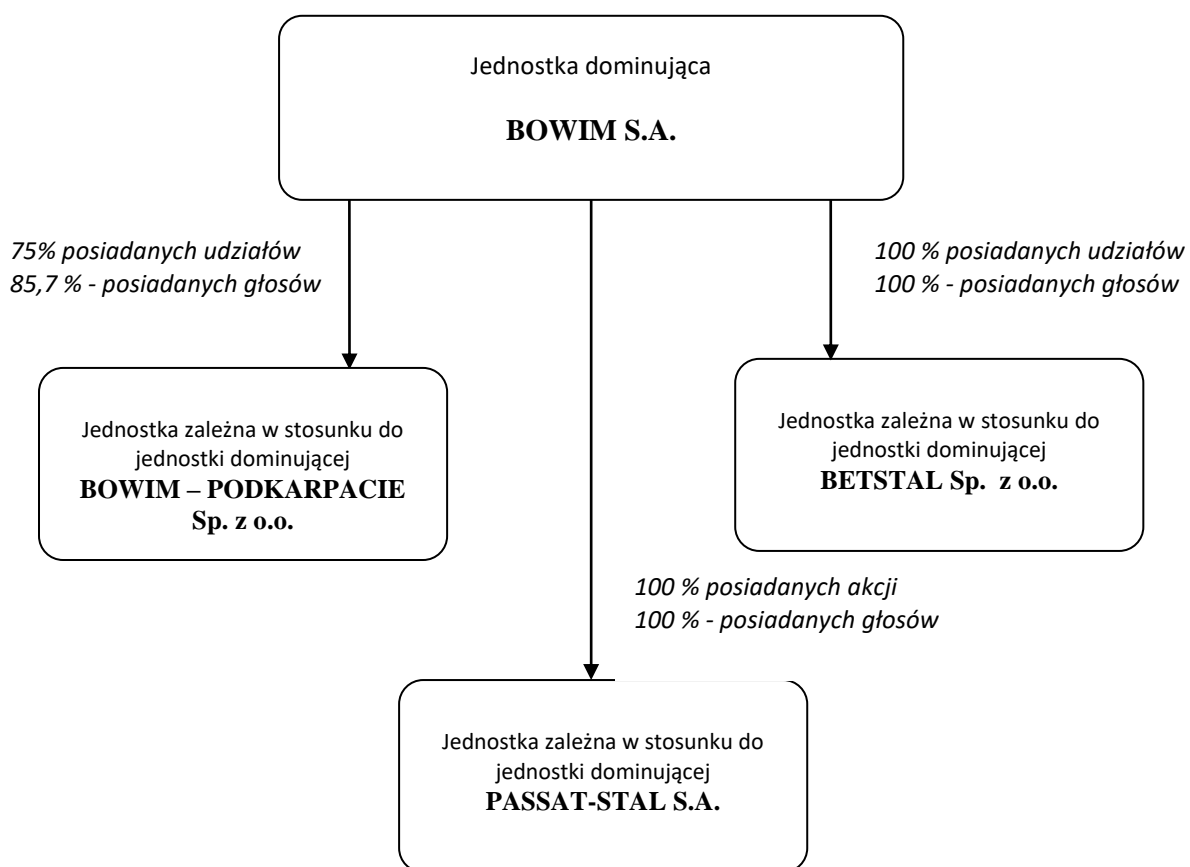 Jednostka dominująca
BOWIM S.A.
75% posiadanych udziałów
85,7 % - posiadanych głosów
100 % posiadanych udziałów
100 % - posiadanych głosów
Jednostka zależna w stosunku do
jednostki dominującej
BOWIM – PODKARPACIE
Sp. z o.o.
Jednostka zależna w stosunku do
jednostki dominującej
BETSTAL Sp. z o.o.
100 % posiadanych akcji
100 % - posiadanych głosów
Jednostka zależna w stosunku do
jednostki dominującej
PASSAT-STAL S.A.